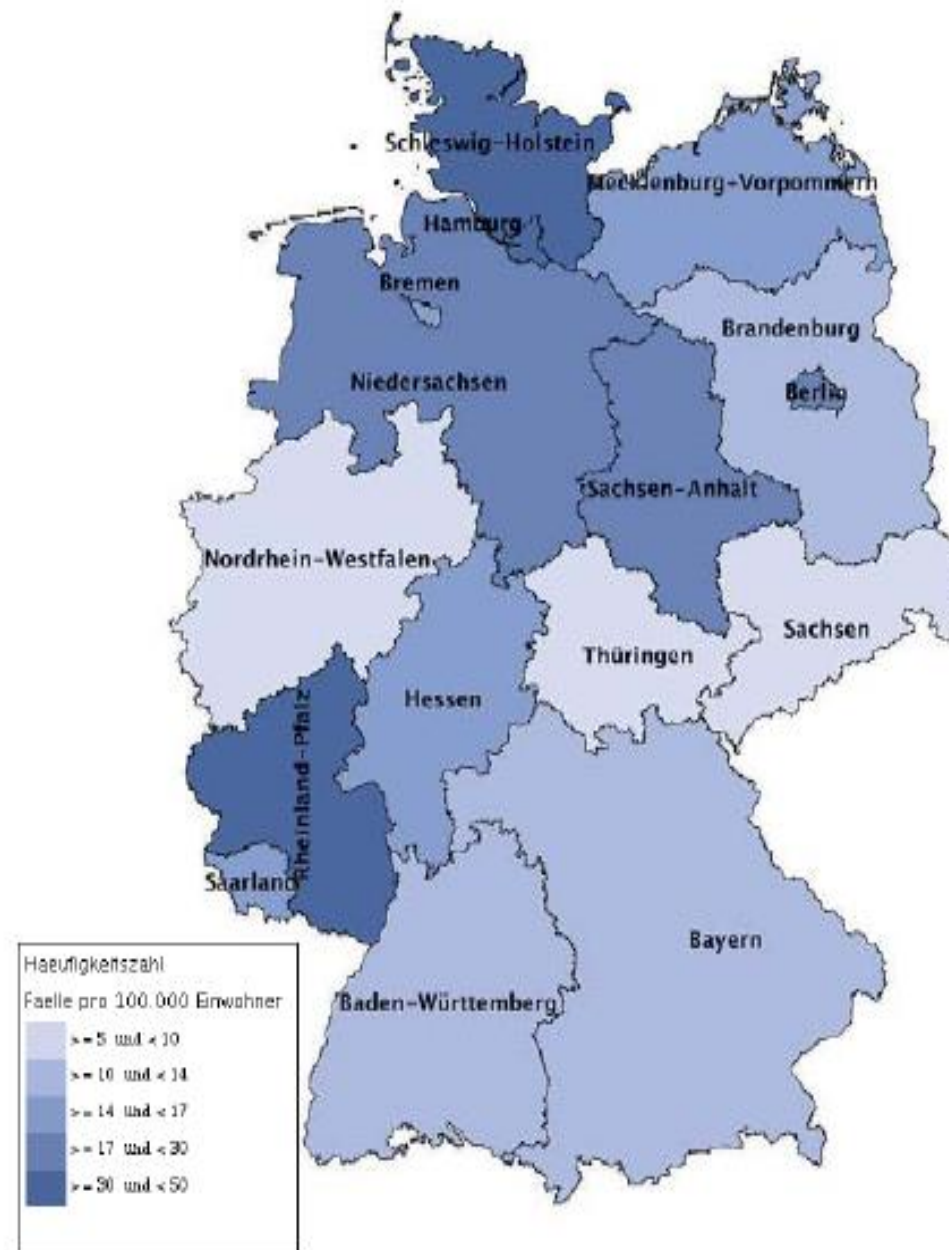 Schleswig-Holstein
Mecklenburg-Vorpommern
Hamburg
Bremen
Brandenburg
Niedersachsen
Berlin
Sachsen-Anhalt
Nordrhein-Westfalen
Sachsen
Thüringen
Hessen
Rheinland-Pfalz
Saarland
Bayern
Baden-Württemberg
Haeufigkeitszahl
Faelle pro 100.000 Einwohner
>= 5 und < 10
>= 10 und < 14
>= 14 und < 17
>= 17 und < 30
>= 30 und < 50